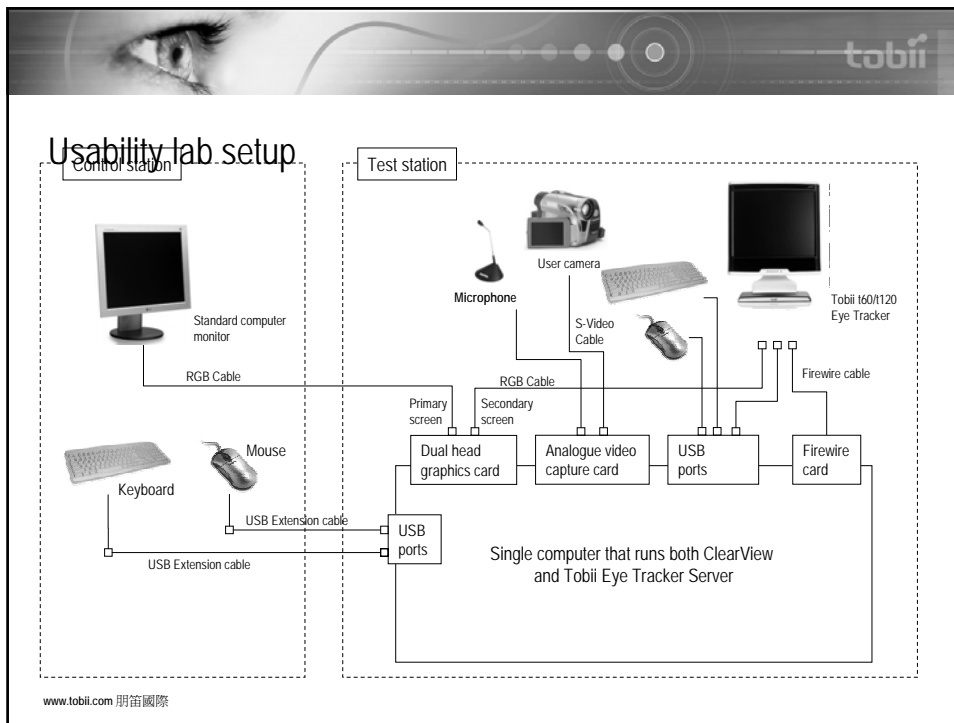 tobii
Usability lab setup
Control station
Test station
User camera
Microphone
S-Video
Cable
Tobii t60/t120
Eye Tracker
Standard computer
monitor
RGB Cable
RGB Cable
Firewire cable
Primary
screen
Secondary
screen
Dual head
graphics card
Analogue video
capture card
USB
ports
Firewire
card
Mouse
Keyboard
USB Extension cable
USB Extension cable
USB
ports
Single computer that runs both ClearView
and Tobii Eye Tracker Server
www.tobii.com 朋笛國際